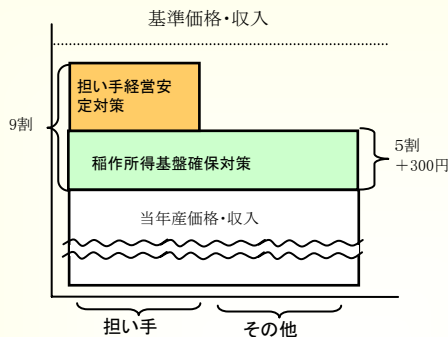 基準価格・収入
担い手経営安
定対策
9割
稲作所得基盤確保対策
5割
+300円
当年産価格・収入
担い手
その他